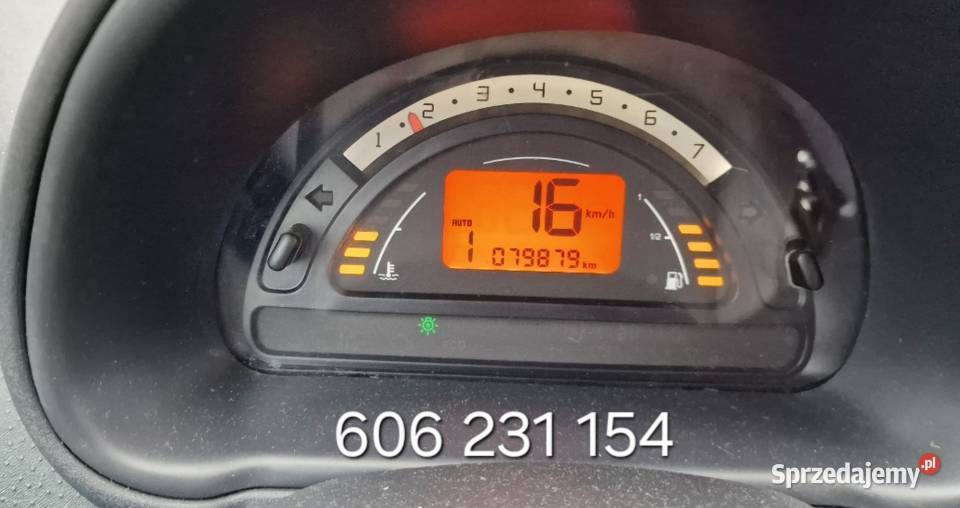 1 2 3 4 5 6 7
16 km/h
AUTO
1 079879 km
1
1/2
606 231 154
Sprzedajemy.pl